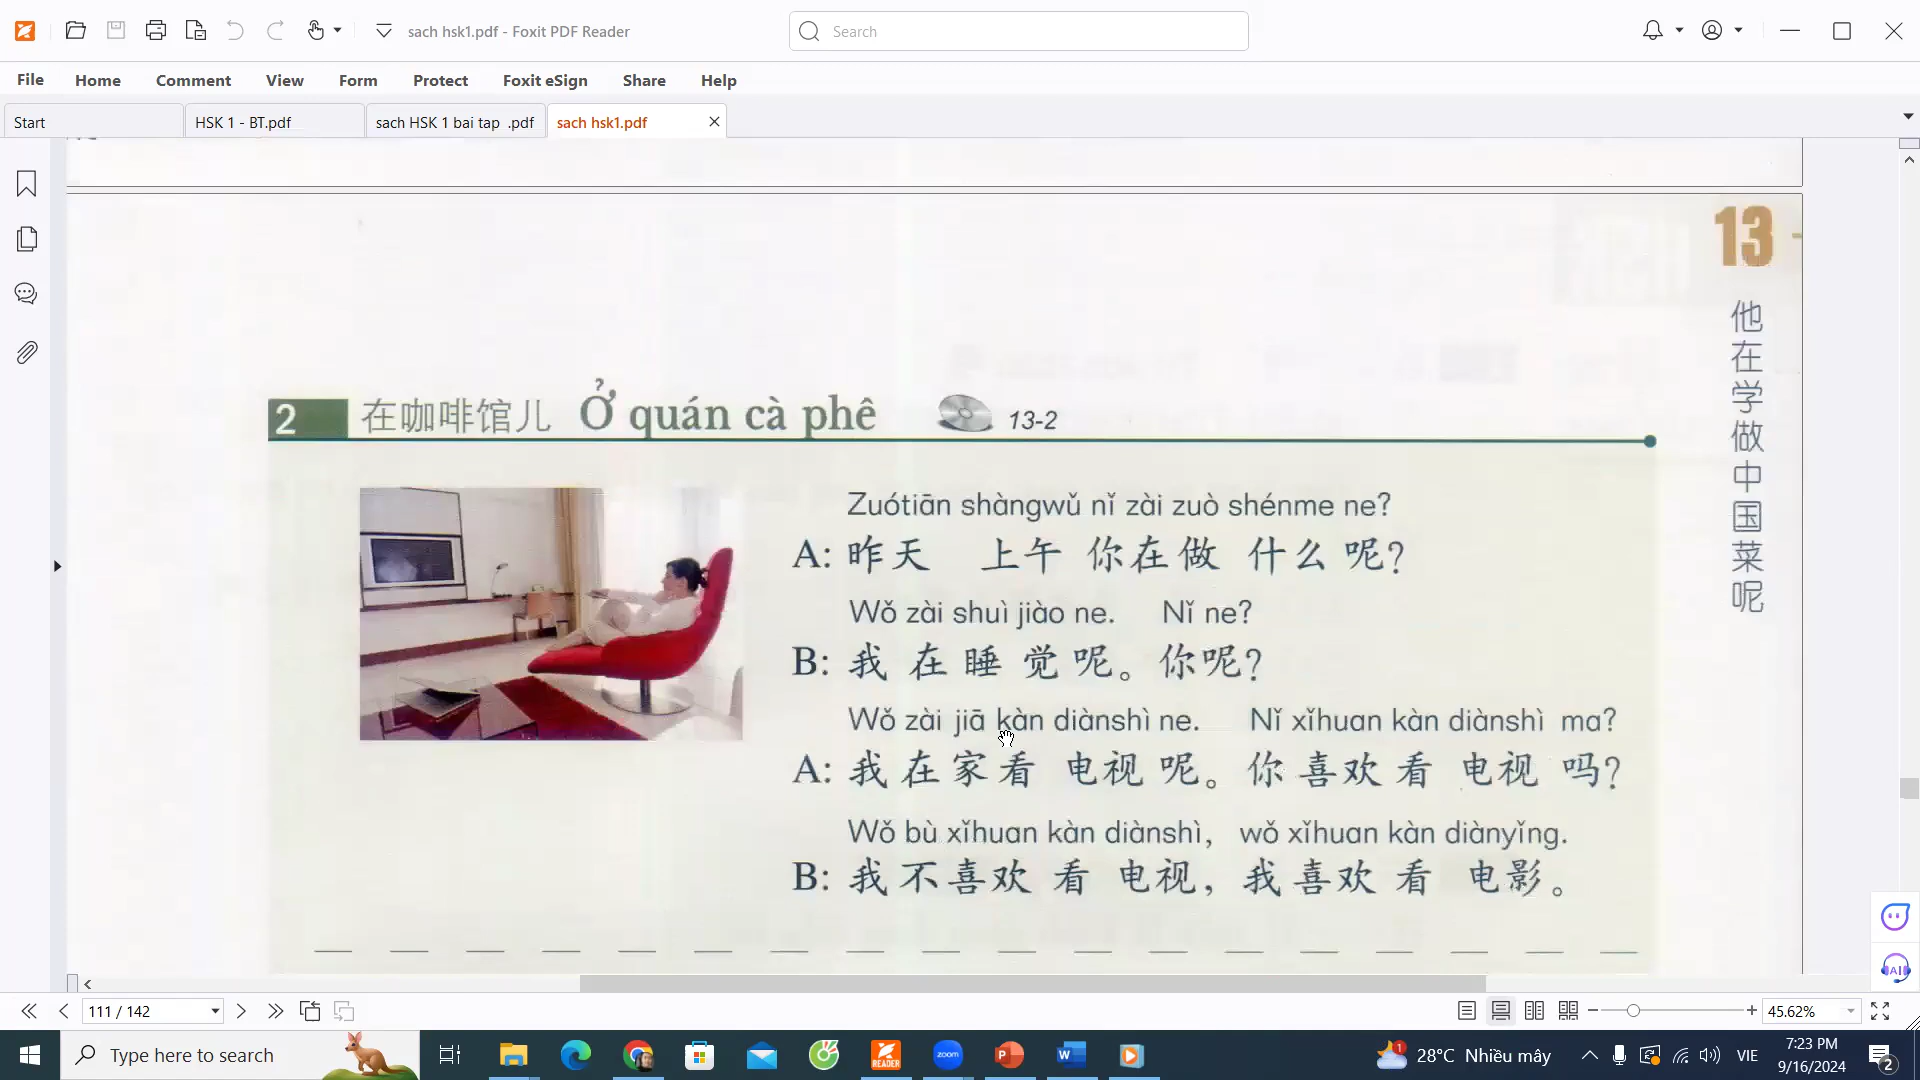 sach hsk1.pdf - Foxit PDF Reader
Search
File Home Comment View Form Protect Foxit eSign Share Help
Start
HSK 1 - BT.pdf
sach HSK 1 bai tap .pdf
sach hsk1.pdf
13
他在学做中国菜呢
2 在咖啡馆儿 Ở quán cà phê 13-2
Zuótiān shàngwǔ nǐ zài zuò shénme ne?
A: 昨天 上午 你在做 什么 呢?
Wǒ zài shuì jiào ne. Nǐ ne?
B: 我 在 睡 觉 呢。你呢?
Wǒ zài jiā kàn diànshì ne. Nǐ xǐhuan kàn diànshì ma?
A: 我 在 家 看 电视 呢。你 喜欢 看 电视 吗?
Wǒ bù xǐhuan kàn diànshì, wǒ xǐhuan kàn diànyǐng.
B: 我 不 喜欢 看 电视, 我 喜欢 看 电影。
AI
111 / 142
45.62%
Type here to search
READER
zoom
1
28°C Nhiều mây
VIE
7:23 PM
9/16/2024
2